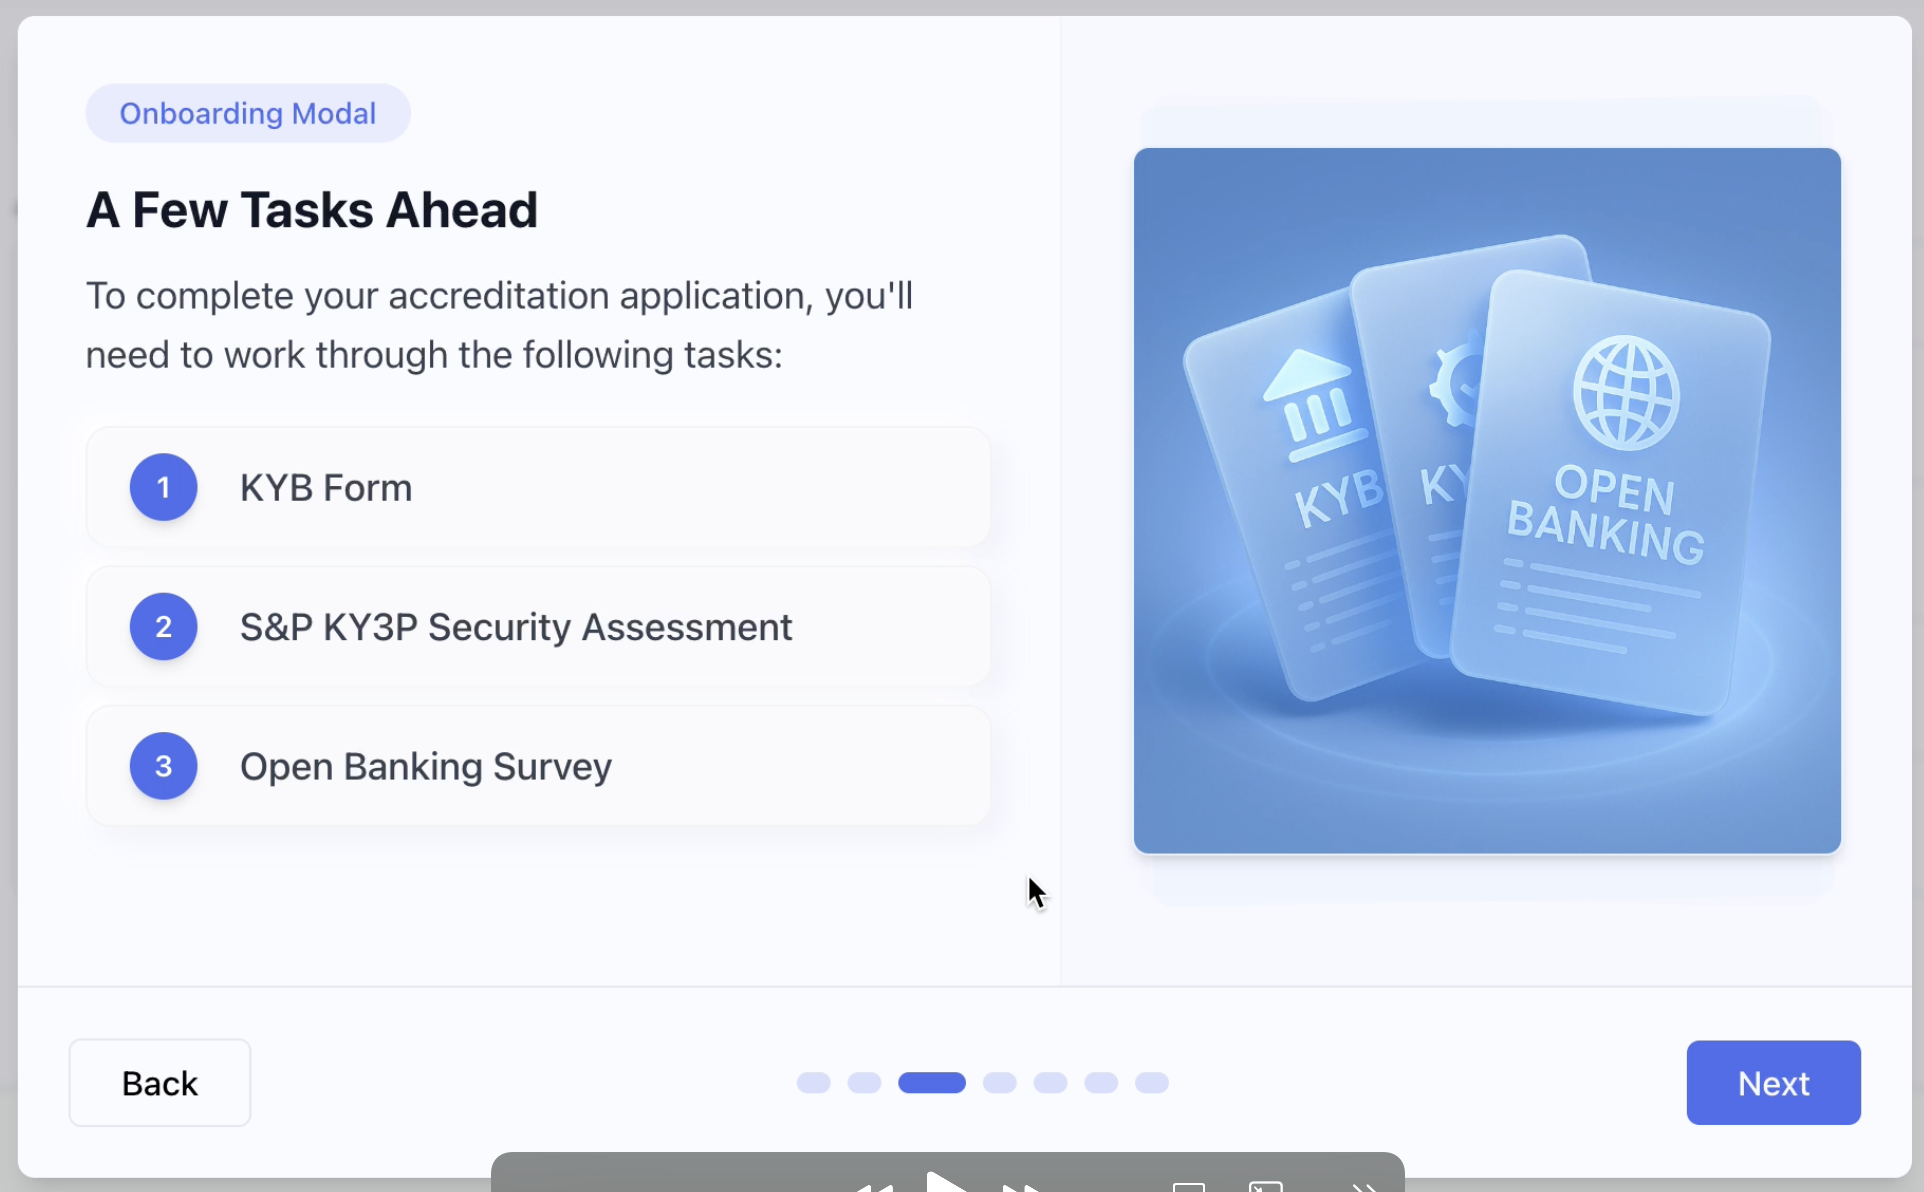 Onboarding Modal
A Few Tasks Ahead
To complete your accreditation application, you'll
need to work through the following tasks:
1 KYB Form
2 S&P KY3P Security Assessment
3 Open Banking Survey
KYB
KY
OPEN
BANKING
Back
Next